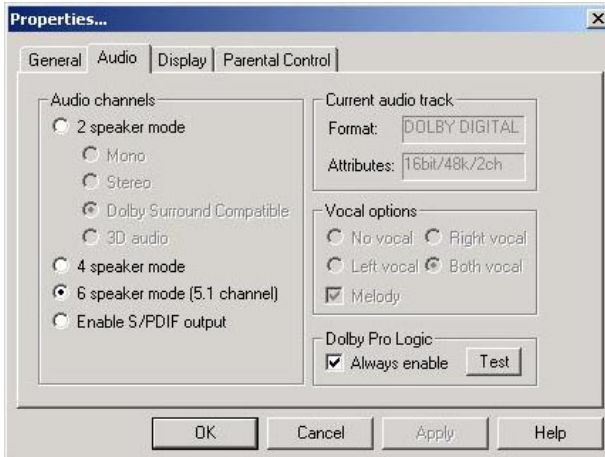 Properties...
General Audio Display Parental Control
Audio channels
2 speaker mode
Mono
Stereo
Dolby Surround Compatible
3D audio
4 speaker mode
6 speaker mode (5.1 channel)
Enable S/PDIF output
Current audio track
Format: DOLBY DIGITAL
Attributes: 16bit/48k/2ch
Vocal options
No vocal Right vocal
Left vocal Both vocal
Melody
Dolby Pro Logic
Always enable Test
OK Cancel Apply Help